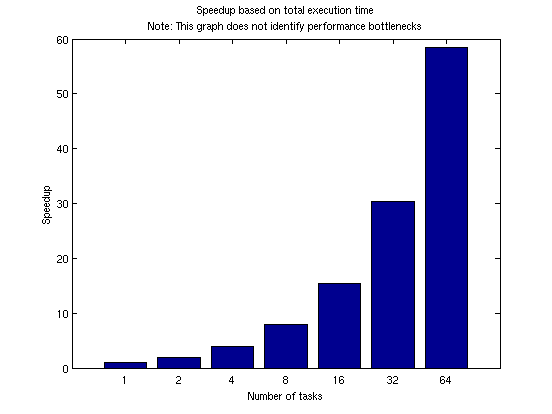 Speedup based on total execution time
Note: This graph does not identify performance bottlenecks
60
50
40
30
20
10
0
Speedup
1 2 4 8 16 32 64
Number of tasks